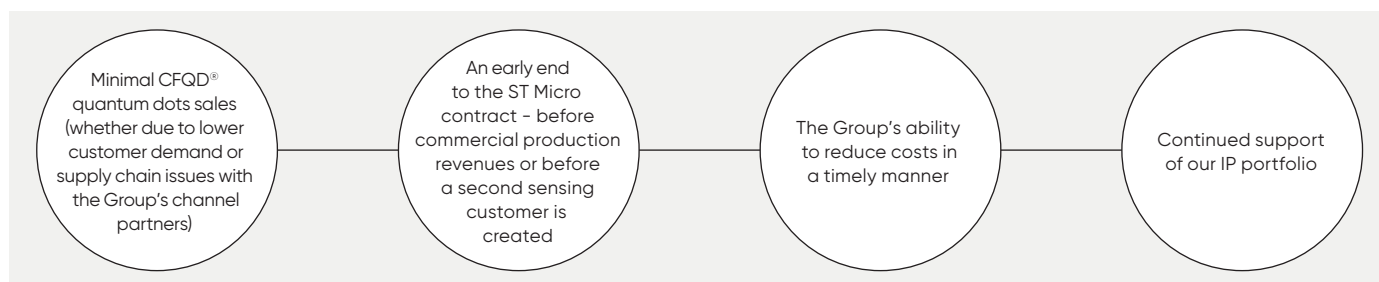 Minimal CFQD®
quantum dots sales
(whether due to lower
customer demand or
supply chain issues with
the Group's channel
partners)
An early end
to the ST Micro
contract - before
commercial production
revenues or before
a second sensing
customer is
created
The Group's ability
to reduce costs in
a timely manner
Continued support
of our IP portfolio